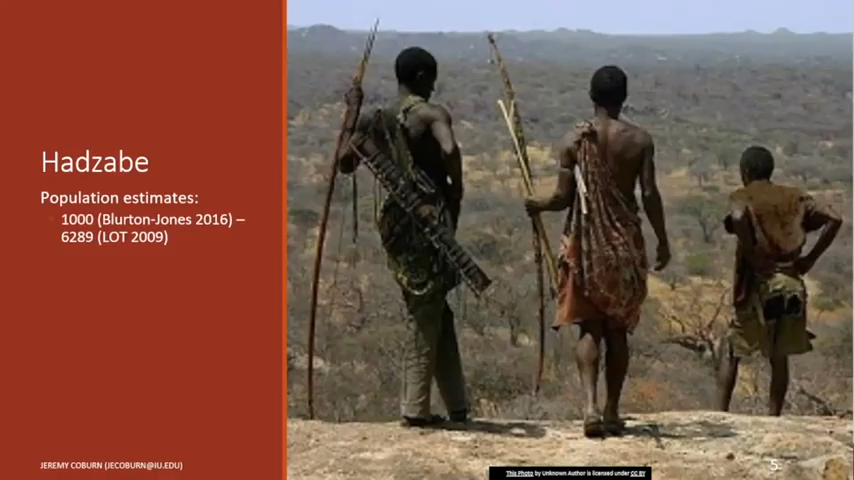 Hadzabe
Population estimates:
1000 (Blurton-Jones 2016) –
6289 (LOT 2009)
JEREMY COBURN (JECOBURN@IU.EDU)
This Photo by Unknown Author is licensed under CC BY
5